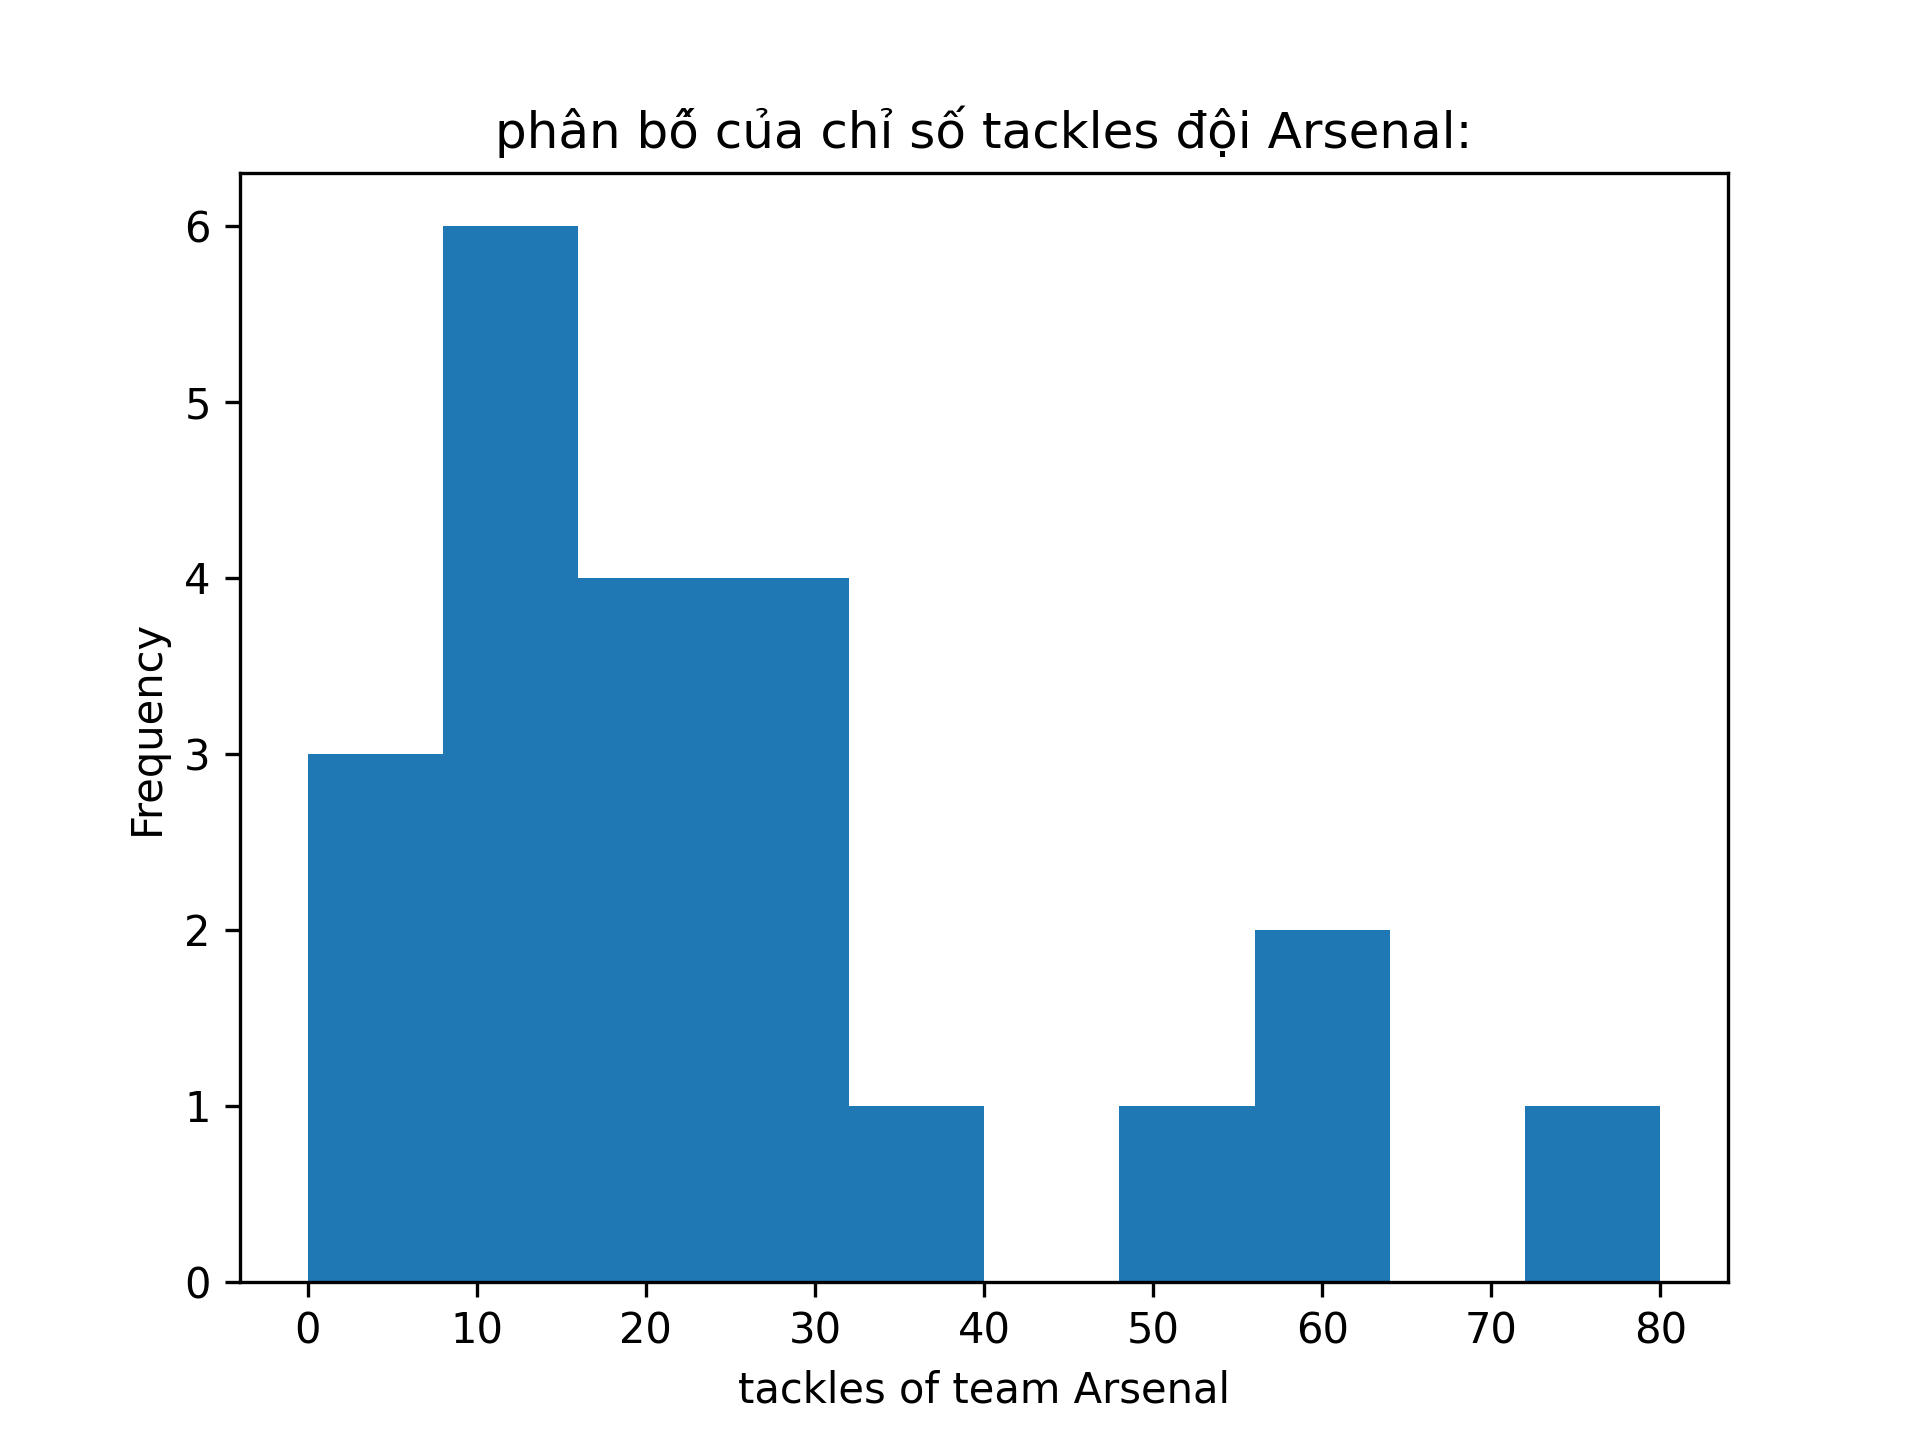 phân bỗ của chỉ số tackles đội Arsenal:
6
5
4
3
2
1
0
Frequency
0 10 20 30 40 50 60 70 80
tackles of team Arsenal